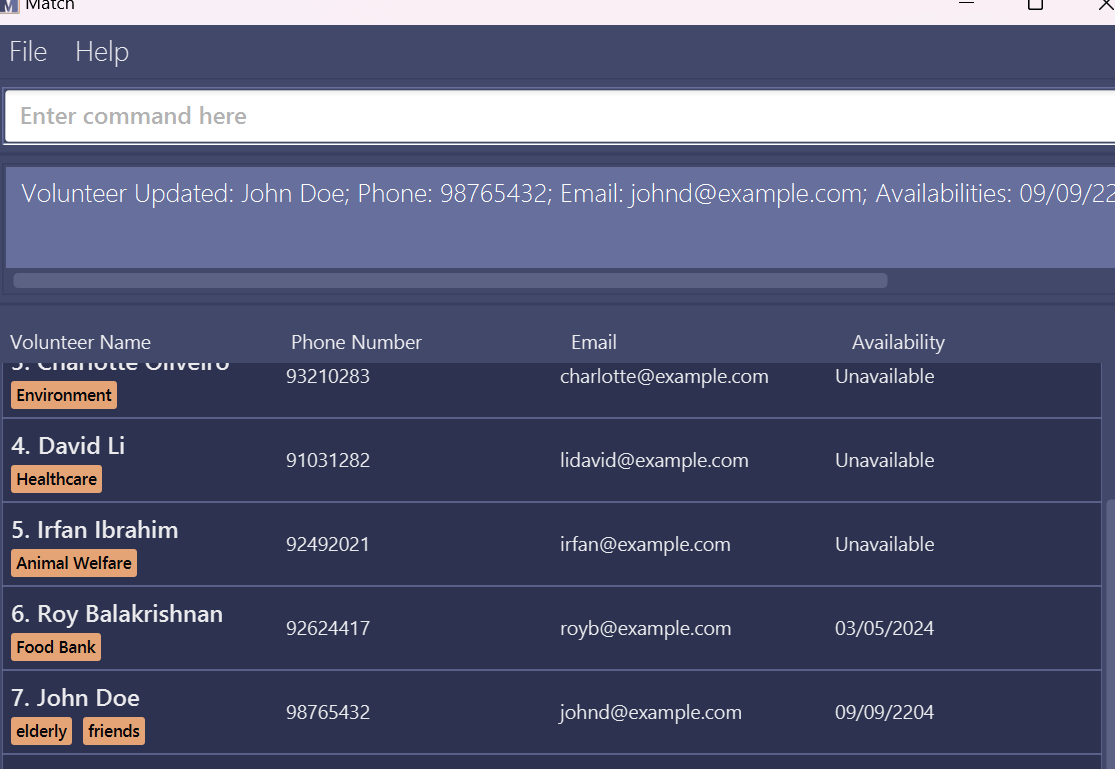 Match
File Help
Enter command here
Volunteer Updated: John Doe; Phone: 98765432; Email: johnd@example.com; Availabilities: 09/09/22
Volunteer Name Phone Number Email Availability
3. Charlotte Oliveiro 93210283 charlotte@example.com Unavailable
Environment
4. David Li 91031282 lidavid@example.com Unavailable
Healthcare
5. Irfan Ibrahim 92492021 irfan@example.com Unavailable
Animal Welfare
6. Roy Balakrishnan 92624417 royb@example.com 03/05/2024
Food Bank
7. John Doe 98765432 johnd@example.com 09/09/2204
elderly friends